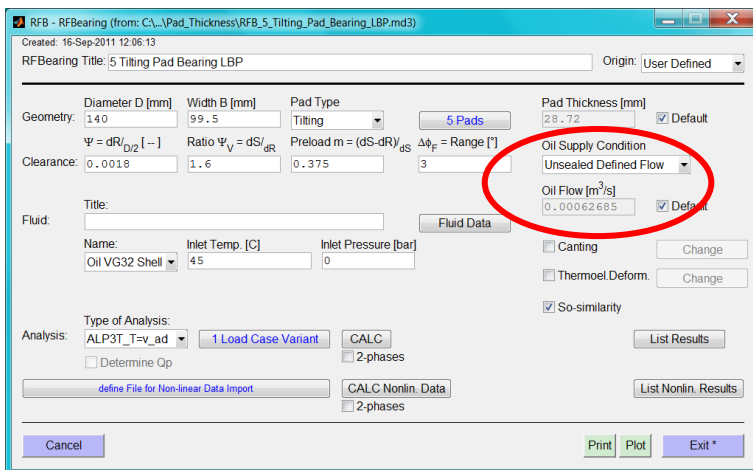 RFB - RFBearing (from: C:\...\Pad_Thickness\RFB_5_Tilting_Pad_Bearing_LBP.md3)
Created: 16-Sep-2011 12:06:13
RFBearing Title: 5 Tilting Pad Bearing LBP Origin: User Defined
Diameter D [mm] Width B [mm] Pad Type Pad Thickness [mm]
Geometry: 140 99.5 Tilting 5 Pads 28.72 Default
Ψ = dR/D/2 [ -- ] Ratio ΨV = dS/dR Preload m = (dS-dR)/dS ΔϕF = Range [°] Oil Supply Condition
Clearance: 0.0018 1.6 0.375 3 Unsealed Defined Flow
Oil Flow [m3/s]
Title: 0.00062685 Default
Fluid: Fluid Data
Name: Inlet Temp. [C] Inlet Pressure [bar] Canting Change
Oil VG32 Shell 45 0
Thermoel.Deform. Change
So-similarity
Type of Analysis:
Analysis: ALP3T_T=v_ad 1 Load Case Variant CALC List Results
Determine Qp 2-phases
define File for Non-linear Data Import CALC Nonlin. Data List Nonlin. Results
2-phases
Cancel Print Plot Exit *